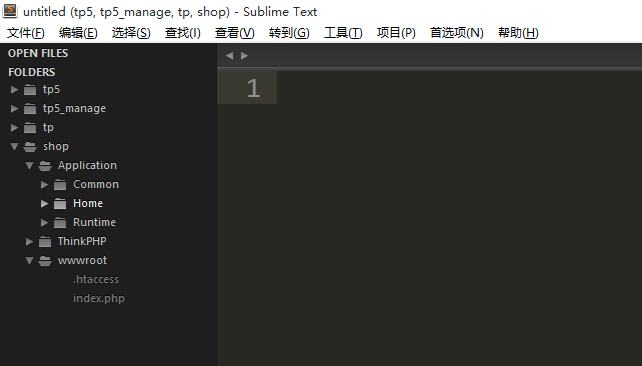 untitled (tp5, tp5_manage, tp, shop) - Sublime Text
文件(F) 编辑(E) 选择(S) 查找(I) 查看(V) 转到(G) 工具(T) 项目(P) 首选项(N) 帮助(H)
OPEN FILES
FOLDERS
tp5
tp5_manage
tp
shop
Application
Common
Home
Runtime
ThinkPHP
wwwroot
.htaccess
index.php
1